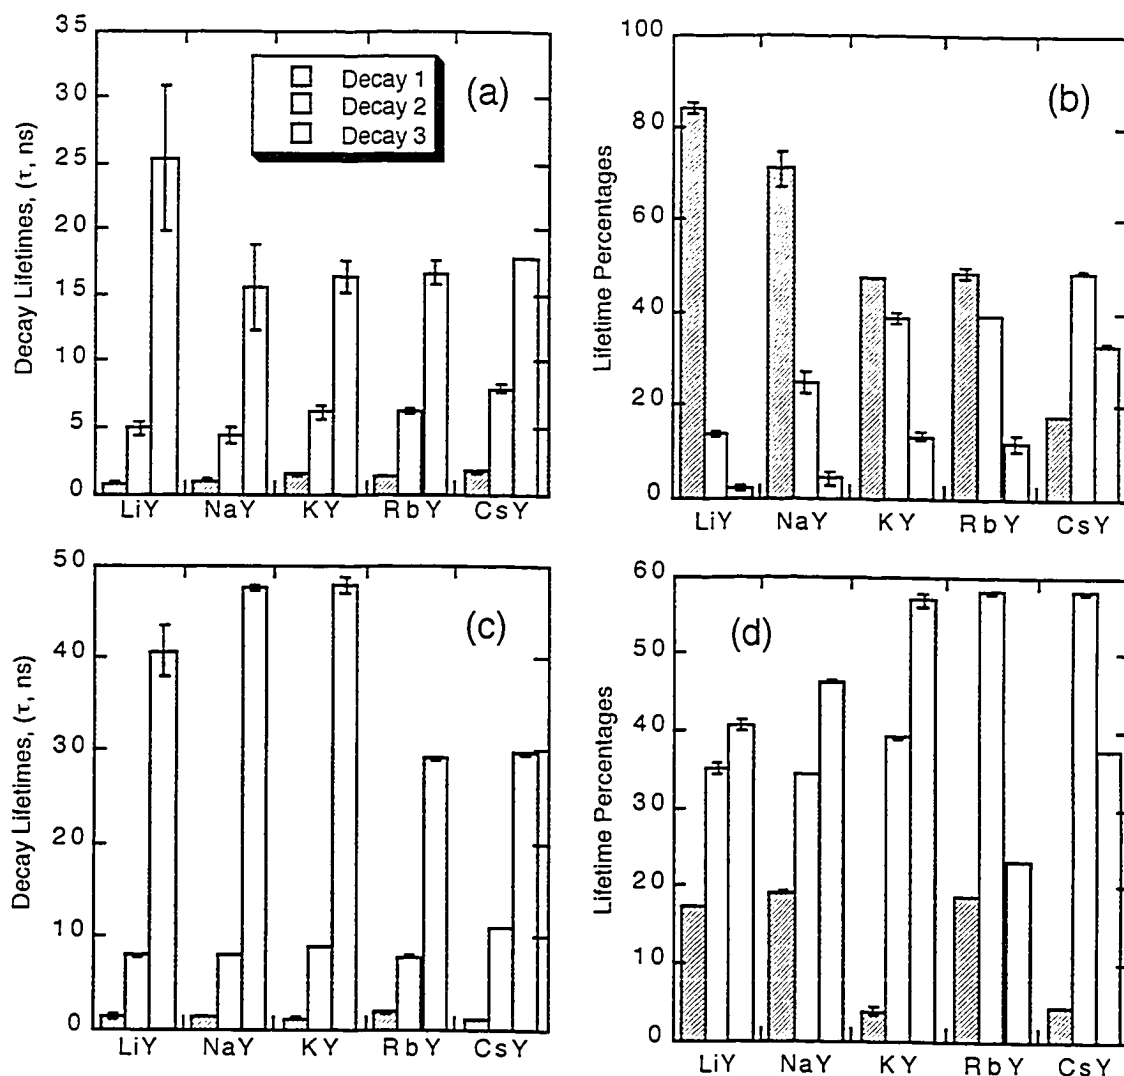 35
30
25
20
15
10
5
0
Decay Lifetimes, (τ, ns)
Decay 1
Decay 2
Decay 3
(a)
LiY NaY KY RbY CsY
100
80
60
40
20
0
Lifetime Percentages
(b)
LiY NaY KY RbY CsY
50
40
30
20
10
0
Decay Lifetimes, (τ, ns)
(c)
LiY NaY KY RbY CsY
60
50
40
30
20
10
0
Lifetime Percentages
(d)
LiY NaY KY RbY CsY